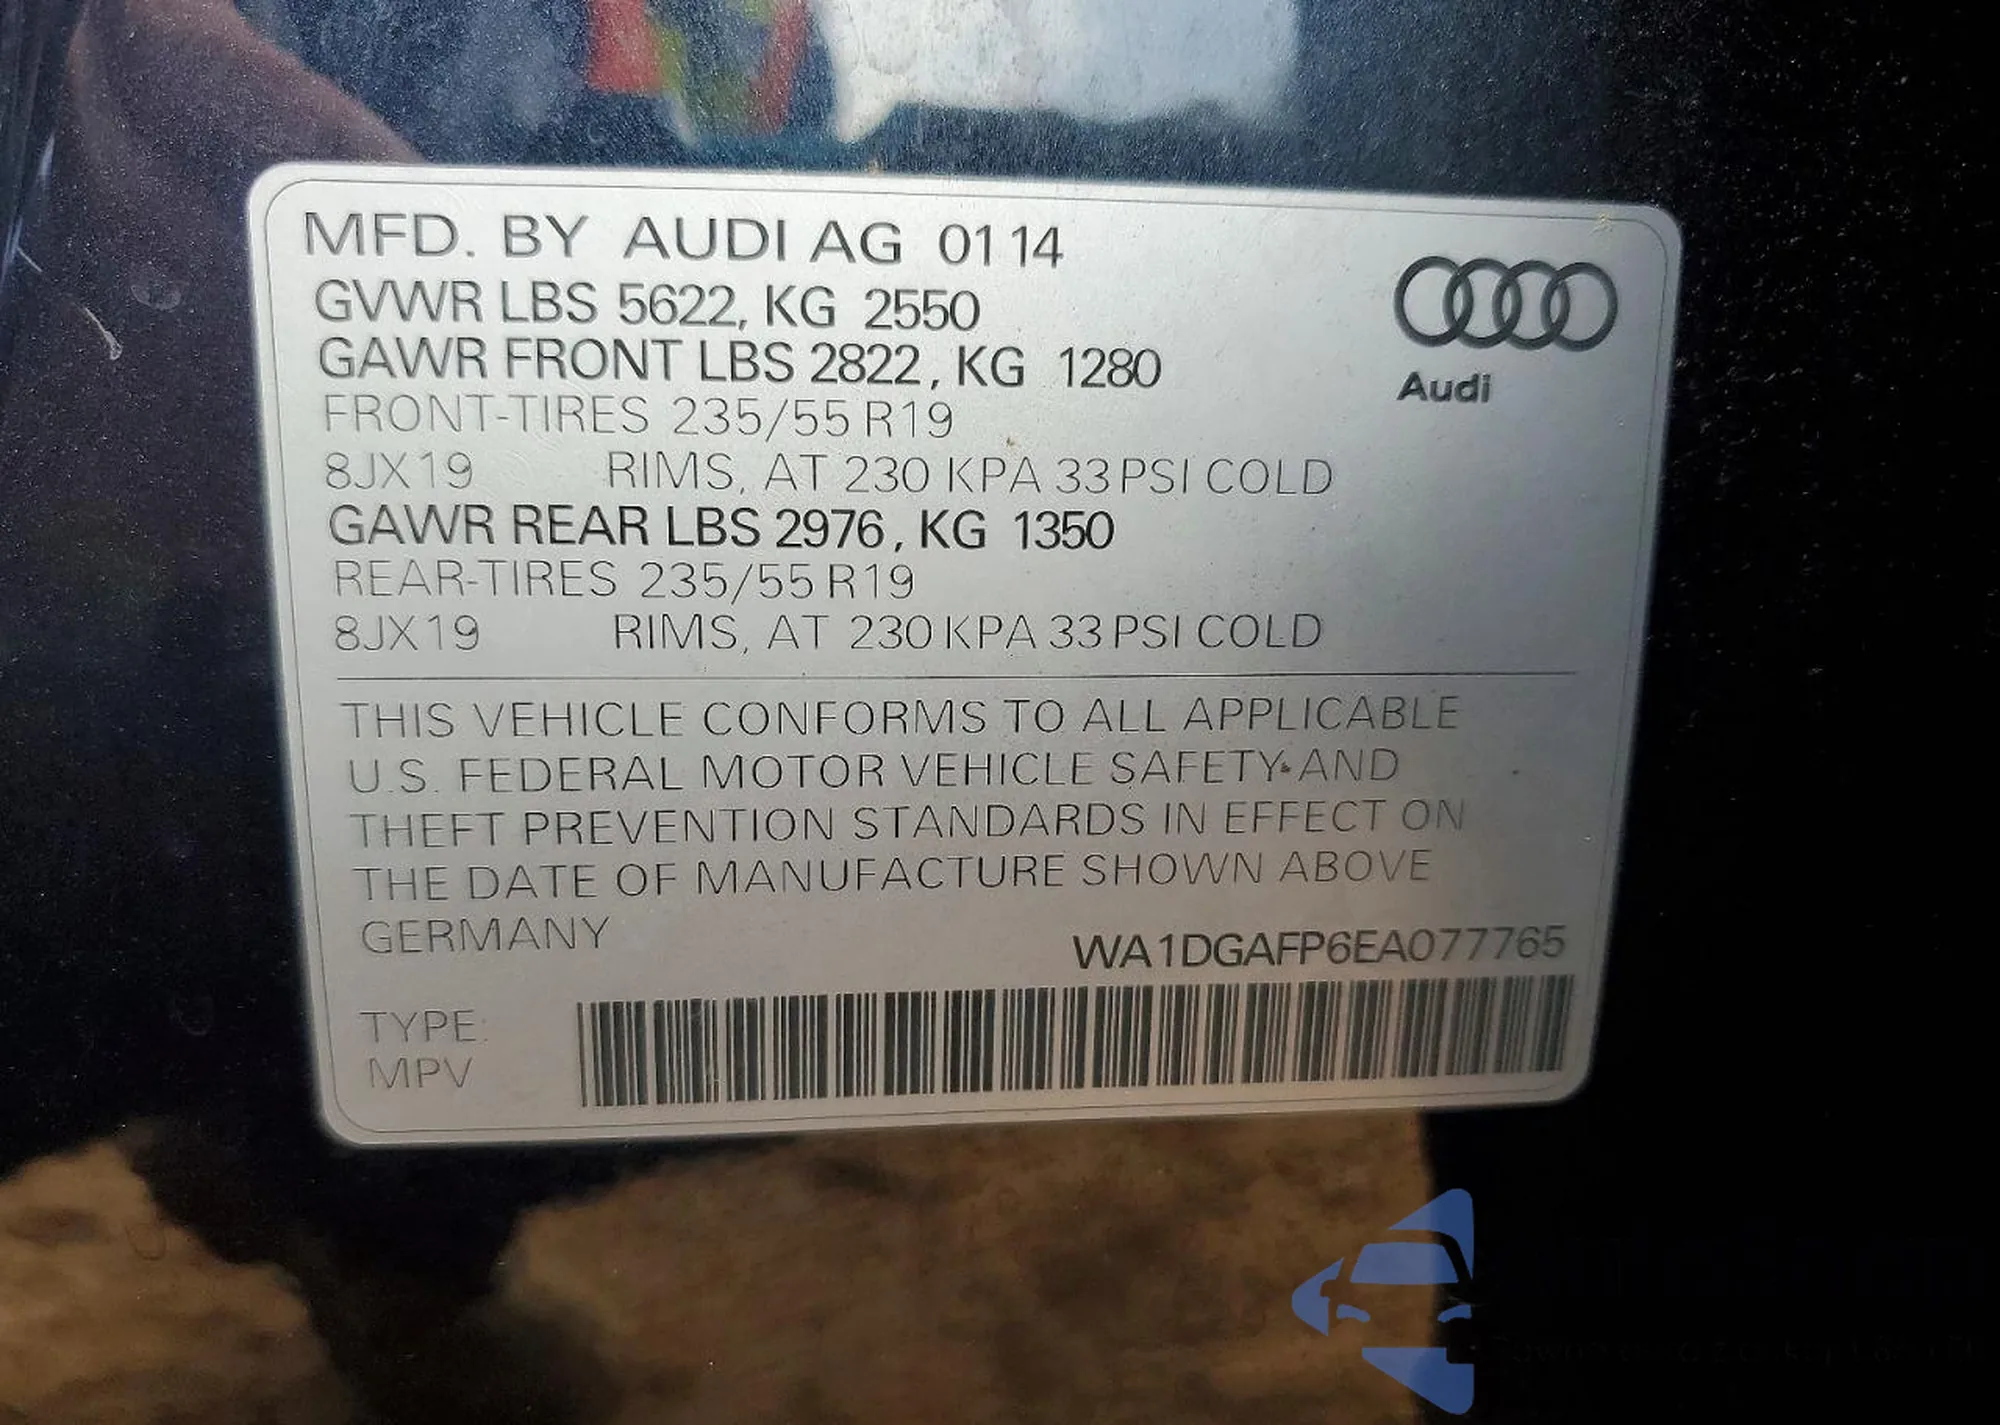 MFD. BY AUDI AG 01 14
GVWR LBS 5622, KG 2550
GAWR FRONT LBS 2822, KG 1280
FRONT-TIRES 235/55 R19
8JX19 RIMS, AT 230 KPA 33 PSI COLD
GAWR REAR LBS 2976, KG 1350
REAR-TIRES 235/55 R19
8JX19 RIMS, AT 230 KPA 33 PSI COLD
Audi
THIS VEHICLE CONFORMS TO ALL APPLICABLE
U.S. FEDERAL MOTOR VEHICLE SAFETY AND
THEFT PREVENTION STANDARDS IN EFFECT ON
THE DATE OF MANUFACTURE SHOWN ABOVE
GERMANY
WA1DGAFP6EA077765
TYPE:
MPV